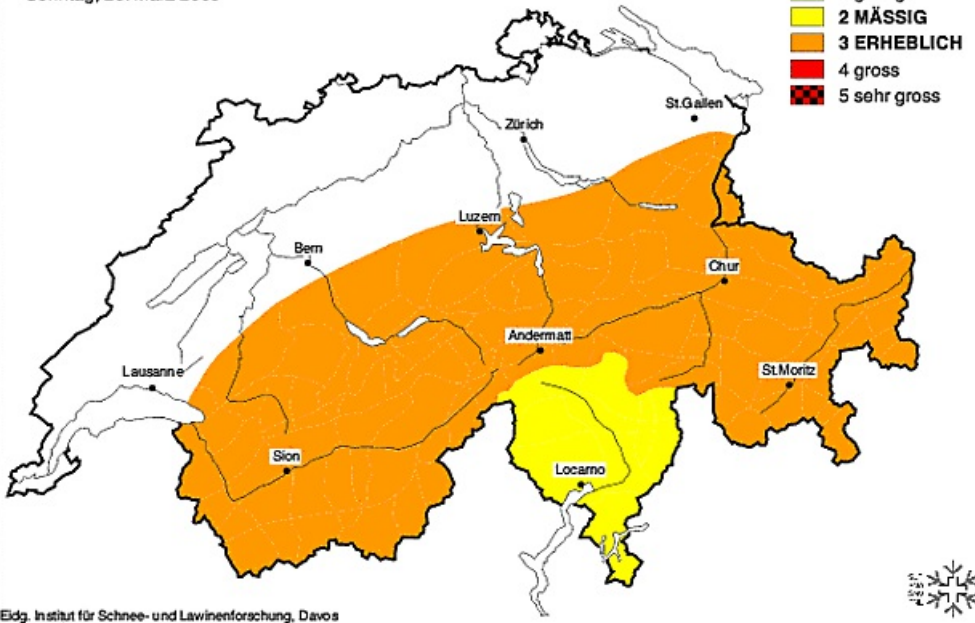 2 MÄSSIG
3 ERHEBLICH
4 gross
5 sehr gross
St.Gallen
Zürich
Luzern
Bern
Chur
Andermatt
Lausanne
St.Moritz
Sion
Locarno
Eidg. Institut für Schnee- und Lawinenforschung, Davos